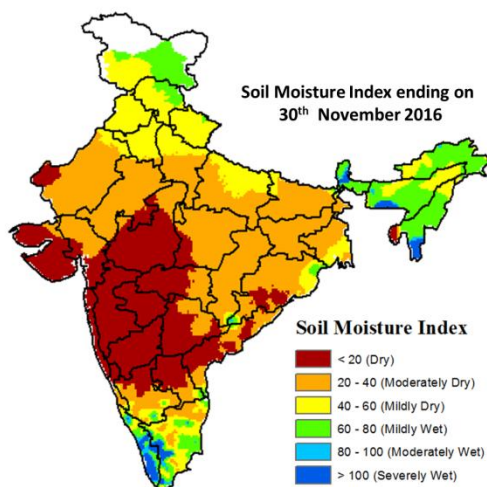 Soil Moisture Index ending on
30th November 2016
Soil Moisture Index
< 20 (Dry)
20 - 40 (Moderately Dry)
40 - 60 (Mildly Dry)
60 - 80 (Mildly Wet)
80 - 100 (Moderately Wet)
> 100 (Severely Wet)